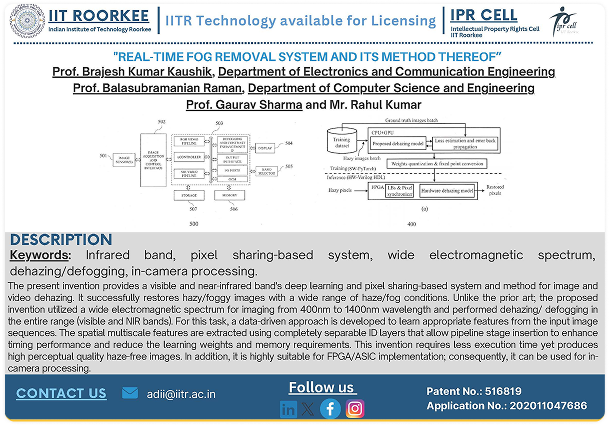 IIT ROORKEE
Indian Institute of Technology Roorkee
IITR Technology available for Licensing
IPR CELL
Intellectual Property Rights Cell
IIT Roorkee
ipr cell
"REAL-TIME FOG REMOVAL SYSTEM AND ITS METHOD THEREOF"
Prof. Brajesh Kumar Kaushik, Department of Electronics and Communication Engineering
Prof. Balasubramanian Raman, Department of Computer Science and Engineering
Prof. Gaurav Sharma and Mr. Rahul Kumar
502
503
501
504
505
DISPLAY
STORAGE
MEMORY
507
506
500
Ground truth images batch
Training dataset
CPU+GPU
Proposed dehazing model
Loss estimation and error back propagation
Hazy images batch
Weights quantization & fixed point conversion
Training (SW-PyTorch)
Inference (HW-Verilog HDL)
Hazy pixels
FPGA
LBs & Pixel synchronizer
Hardware dehazing model
Restored pixels
(a)
400
DESCRIPTION
Keywords: Infrared band, pixel sharing-based system, wide electromagnetic spectrum,
dehazing/defogging, in-camera processing.
The present invention provides a visible and near-infrared band's deep learning and pixel sharing-based system and method for image and
video dehazing. It successfully restores hazy/foggy images with a wide range of haze/fog conditions. Unlike the prior art; the proposed
invention utilized a wide electromagnetic spectrum for imaging from 400nm to 1400nm wavelength and performed dehazing/ defogging in
the entire range (visible and NIR bands). For this task, a data-driven approach is developed to learn appropriate features from the input image
sequences. The spatial multiscale features are extracted using completely separable ID layers that allow pipeline stage insertion to enhance
timing performance and reduce the learning weights and memory requirements. This invention requires less execution time yet produces
high perceptual quality haze-free images. In addition, it is highly suitable for FPGA/ASIC implementation; consequently, it can be used for in-
camera processing.
CONTACT US
adii@iitr.ac.in
Follow us
Patent No.: 516819
Application No.: 202011047686